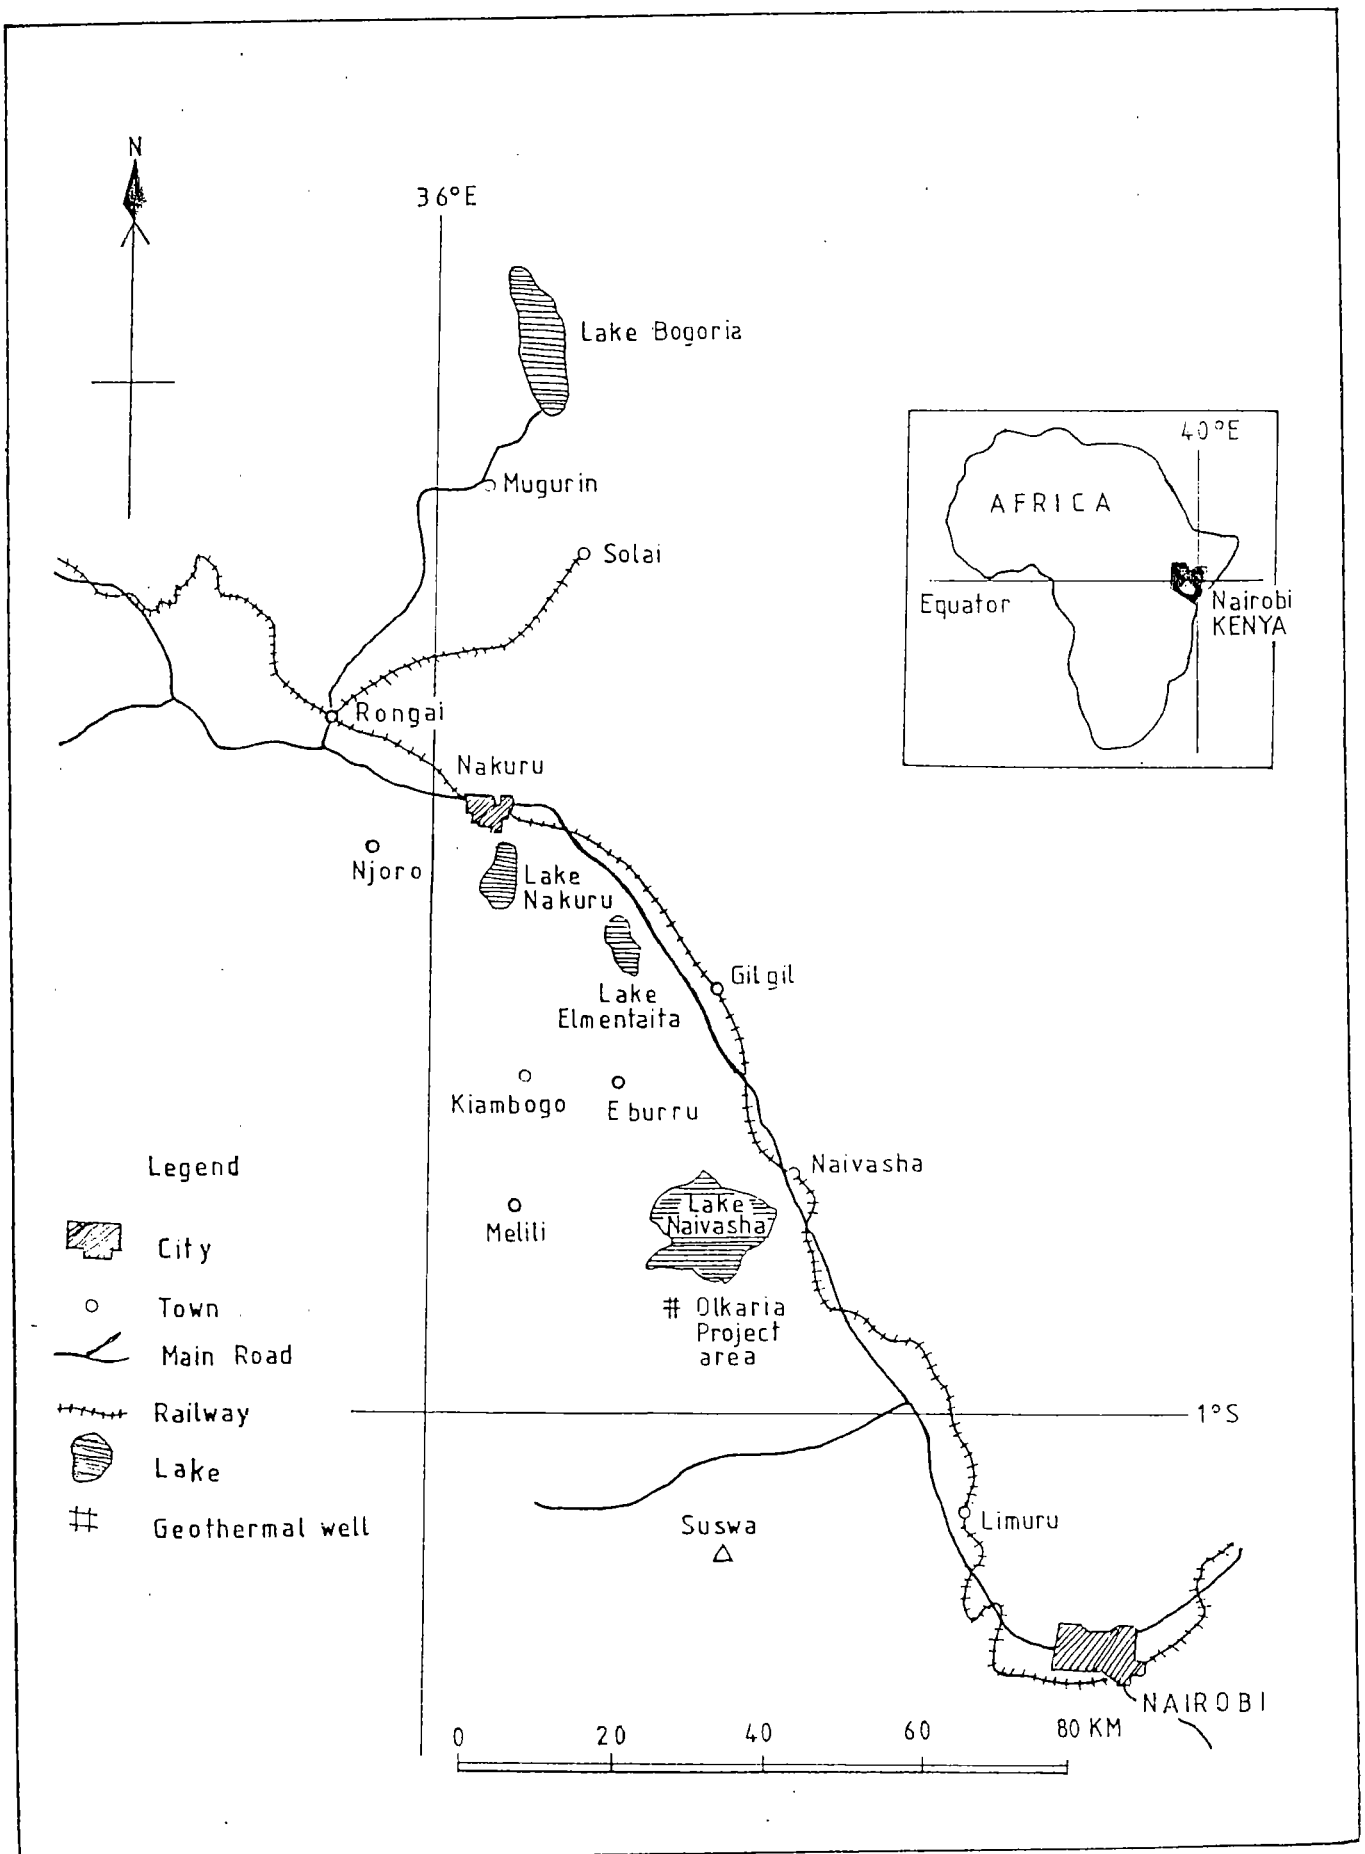 N
36°E
Lake Bogoria
40°E
AFRICA
Mugurin
Solai
Equator
Nairobi
KENYA
Rongai
Nakuru
Njoro
Lake
Nakuru
Gilgil
Lake
Elmentaita
Kiambogo
Eburru
Naivasha
Legend
Lake
Naivasha
Melili
City
Olkaria
Project
area
Town
Main Road
Railway
1°S
Lake
Geothermal well
Suswa
Limuru
NAIROBI
0 20 40 60 80 KM